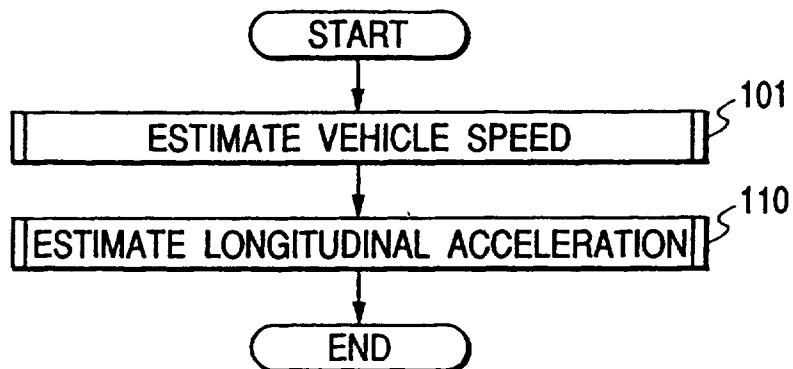 START
ESTIMATE VEHICLE SPEED
101
ESTIMATE LONGITUDINAL ACCELERATION
110
END